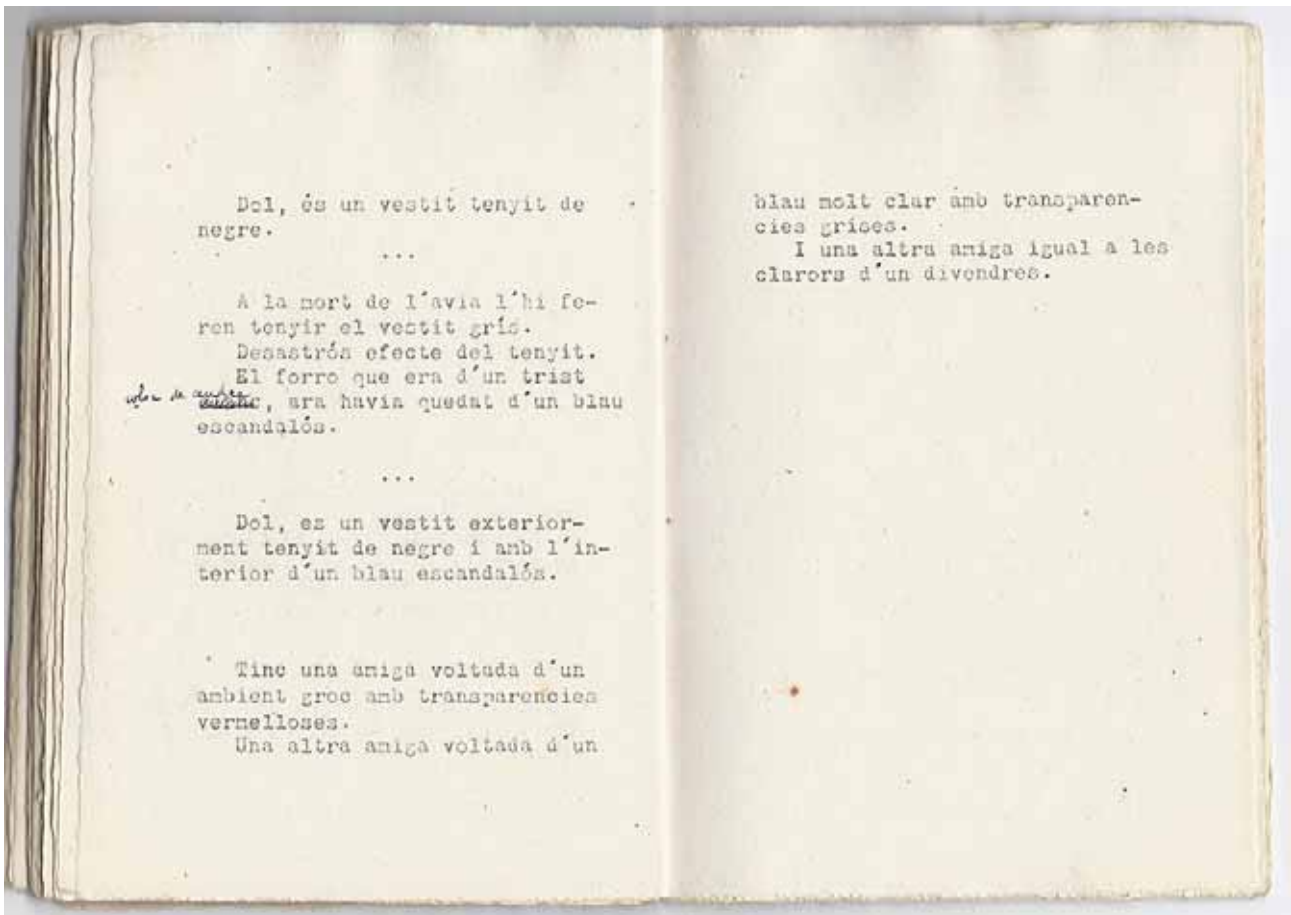 Dol, és un vestit tenyit de
negre.
...
A la mort de l'avia l'hi fe-
ren tenyir el vestit grís.
Desastrós efecte del tenyit.
El forro que era d'un trist
color de cendra, ara havia quedat d'un blau
escandalós.
...
Dol, es un vestit exterior-
ment tenyit de negre i amb l'in-
terior d'un blau escandalós.
Tinc una amiga voltada d'un
ambient groc amb transparencies
vermelloses.
Una altra amiga voltada d'un
blau molt clar amb transparen-
cies grises.
I una altra amiga igual a les
clarors d'un divendres.